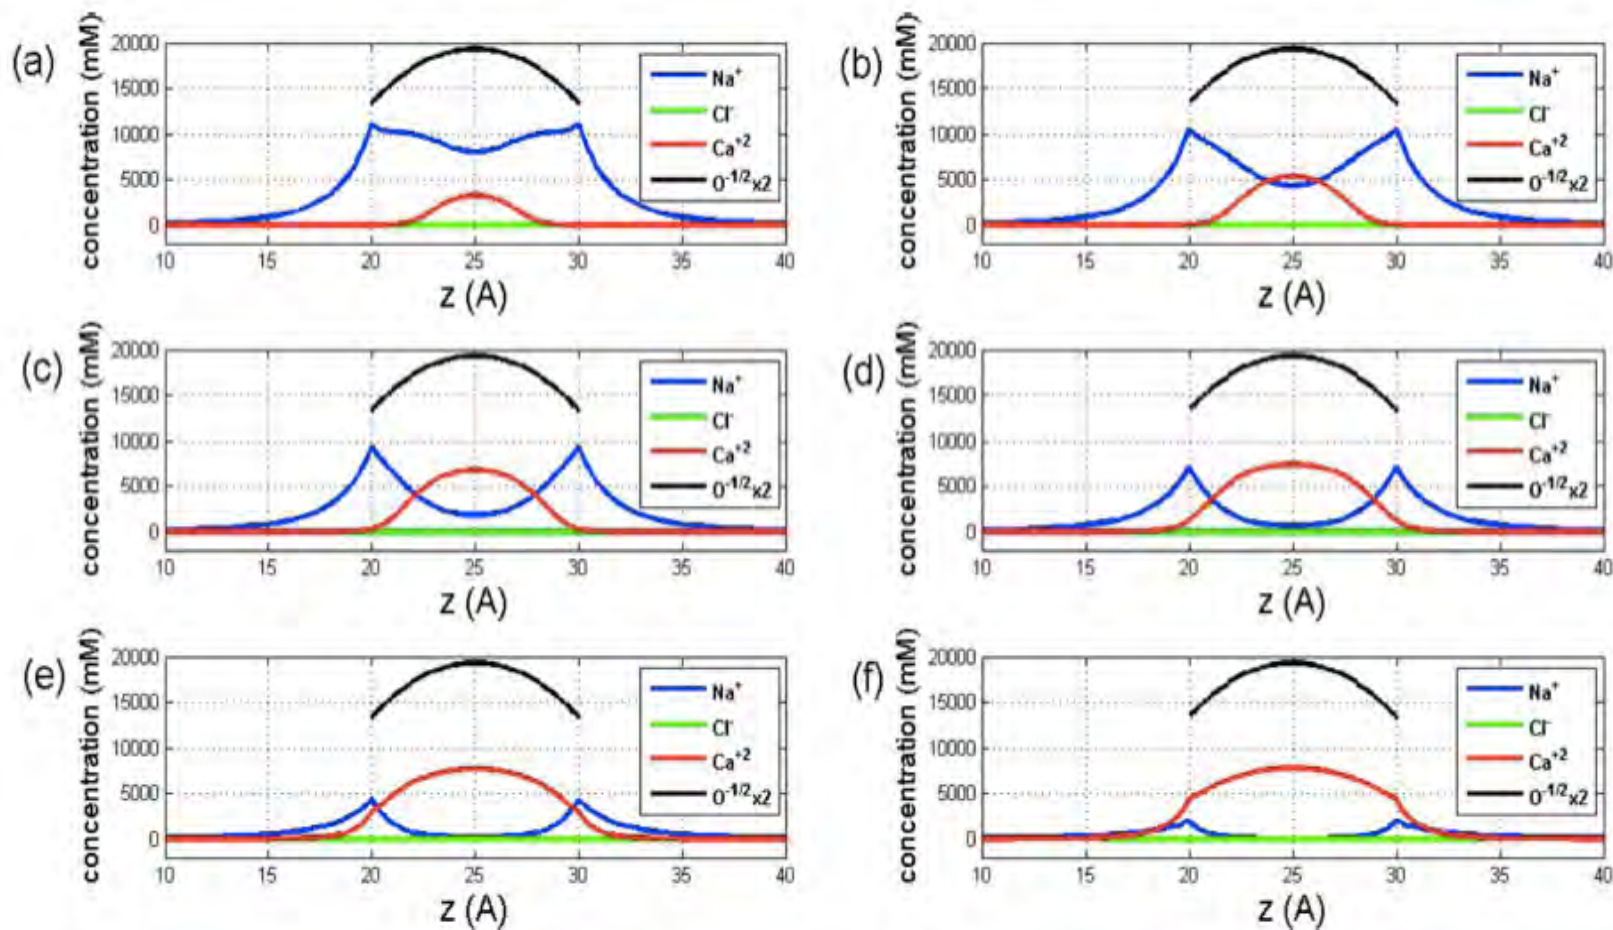 (a)
concentration (mM)
20000
15000
10000
5000
0
10 15 20 25 30 35 40
z (A)
Na+
Cl-
Ca+2
O-1/2x2
(b)
concentration (mM)
20000
15000
10000
5000
0
10 15 20 25 30 35 40
z (A)
Na+
Cl-
Ca+2
O-1/2x2
(c)
concentration (mM)
20000
15000
10000
5000
0
10 15 20 25 30 35 40
z (A)
Na+
Cl-
Ca+2
O-1/2x2
(d)
concentration (mM)
20000
15000
10000
5000
0
10 15 20 25 30 35 40
z (A)
Na+
Cl-
Ca+2
O-1/2x2
(e)
concentration (mM)
20000
15000
10000
5000
0
10 15 20 25 30 35 40
z (A)
Na+
Cl-
Ca+2
O-1/2x2
(f)
concentration (mM)
20000
15000
10000
5000
0
10 15 20 25 30 35 40
z (A)
Na+
Cl-
Ca+2
O-1/2x2